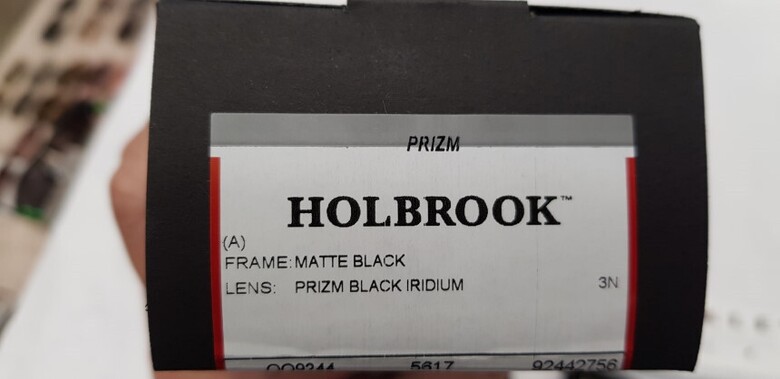 PRIZM
HOLBROOK™
(A)
FRAME: MATTE BLACK
LENS: PRIZM BLACK IRIDIUM 3N
OO9244 5617 92442756